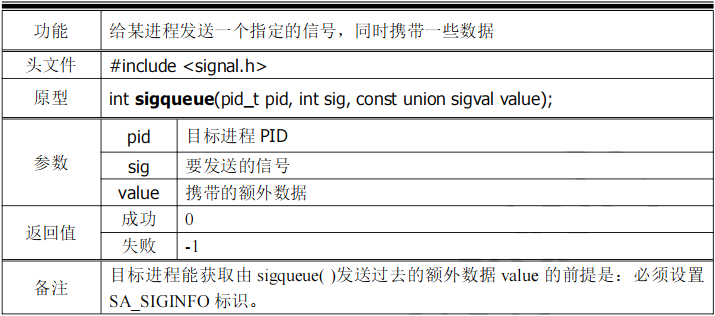 功能 给某进程发送一个指定的信号，同时携带一些数据
头文件 #include <signal.h>
原型 int sigqueue(pid_t pid, int sig, const union sigval value);
参数 pid 目标进程 PID
sig 要发送的信号
value 携带的额外数据
返回值 成功 0
失败 -1
备注 目标进程能获取由 sigqueue( )发送过去的额外数据 value 的前提是：必须设置
SA_SIGINFO 标识。